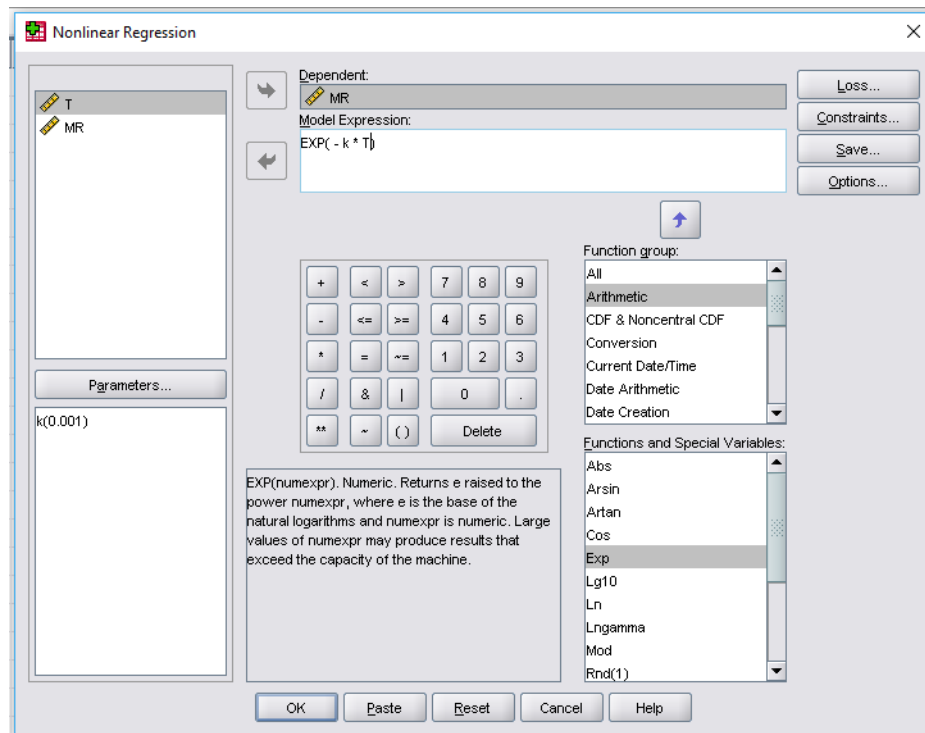 Nonlinear Regression
T
MR
Dependent:
MR
Model Expression:
EXP( - k * T)
Loss...
Constraints...
Save...
Options...
Parameters...
k(0.001)
+ < > 7 8 9
- <= >= 4 5 6
* = ~= 1 2 3
/ & | 0 .
** ~ ( ) Delete
EXP(numexpr). Numeric. Returns e raised to the
power numexpr, where e is the base of the
natural logarithms and numexpr is numeric. Large
values of numexpr may produce results that
exceed the capacity of the machine.
Function group:
All
Arithmetic
CDF & Noncentral CDF
Conversion
Current Date/Time
Date Arithmetic
Date Creation
Functions and Special Variables:
Abs
Arsin
Artan
Cos
Exp
Lg10
Ln
Lngamma
Mod
Rnd(1)
OK Paste Reset Cancel Help